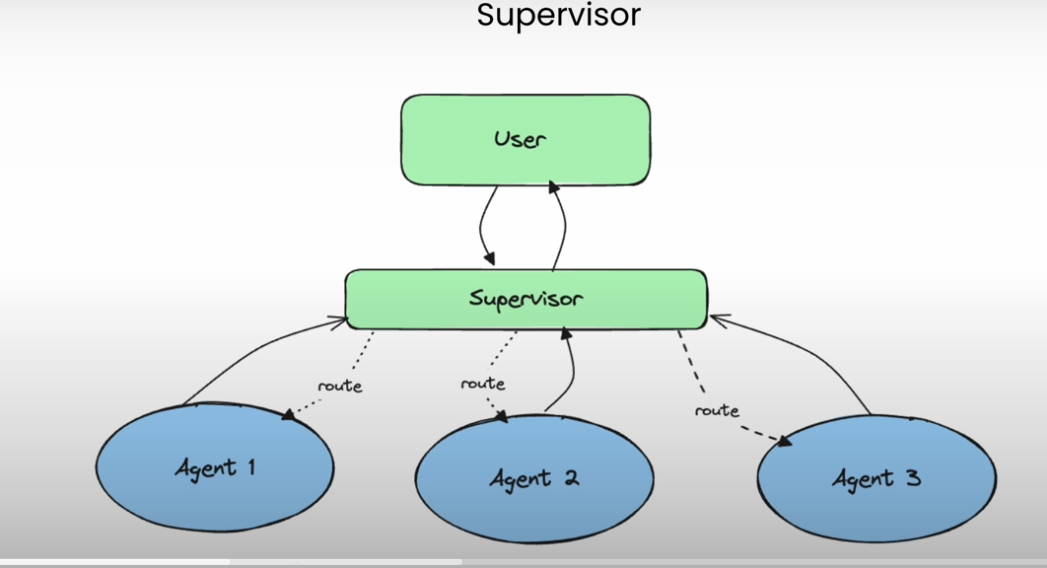 Supervisor
User
Supervisor
route
route
route
Agent 1
Agent 2
Agent 3